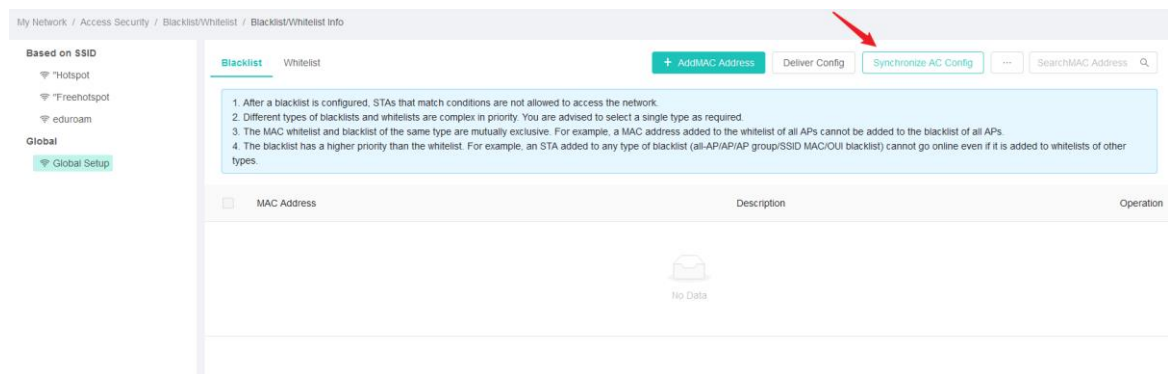 My Network / Access Security / Blacklist/Whitelist / Blacklist/Whitelist Info
Based on SSID
"Hotspot
"Freehotspot
eduroam
Global
Global Setup
Blacklist Whitelist
+ AddMAC Address Deliver Config Synchronize AC Config ... SearchMAC Address
1. After a blacklist is configured, STAs that match conditions are not allowed to access the network.
2. Different types of blacklists and whitelists are complex in priority. You are advised to select a single type as required.
3. The MAC whitelist and blacklist of the same type are mutually exclusive. For example, a MAC address added to the whitelist of all APs cannot be added to the blacklist of all APs.
4. The blacklist has a higher priority than the whitelist. For example, an STA added to any type of blacklist (all-AP/AP/AP group/SSID MAC/OUI blacklist) cannot go online even if it is added to whitelists of other
types.
MAC Address Description Operation
No Data